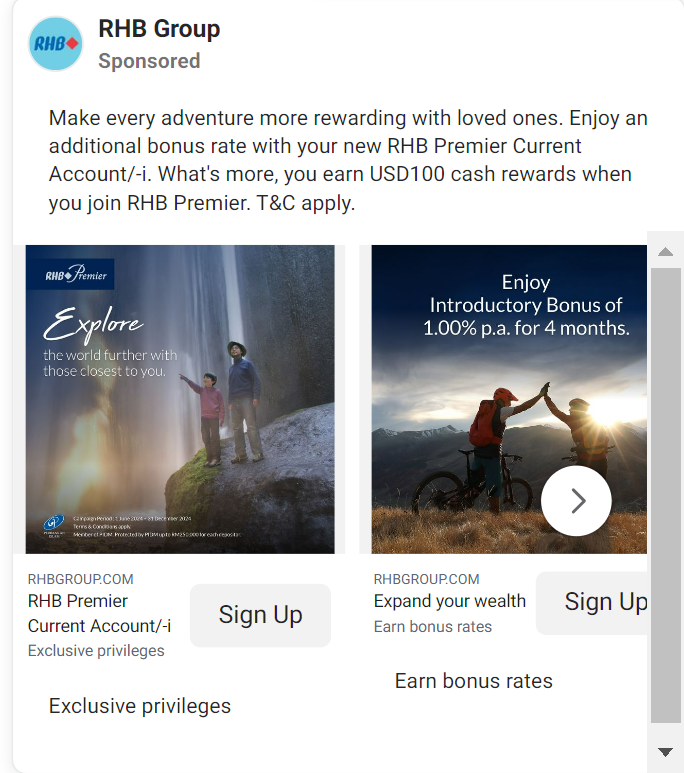 RHB Group
RHB
Sponsored
Make every adventure more rewarding with loved ones. Enjoy an
additional bonus rate with your new RHB Premier Current
Account/-i. What's more, you earn USD100 cash rewards when
you join RHB Premier. T&C apply.
RHB Premier
Explore
the world further with
those closest to you.
Campaign Period: 1 June 2024 – 31 December 2024
Terms & Conditions apply.
Member of PIDM. Protected by PIDM up to RM250,000 for each depositor.
Enjoy
Introductory Bonus of
1.00% p.a. for 4 months.
RHBGROUP.COM
RHB Premier
Current Account/-i
Exclusive privileges
Sign Up
Exclusive privileges
RHBGROUP.COM
Expand your wealth
Earn bonus rates
Sign Up
Earn bonus rates